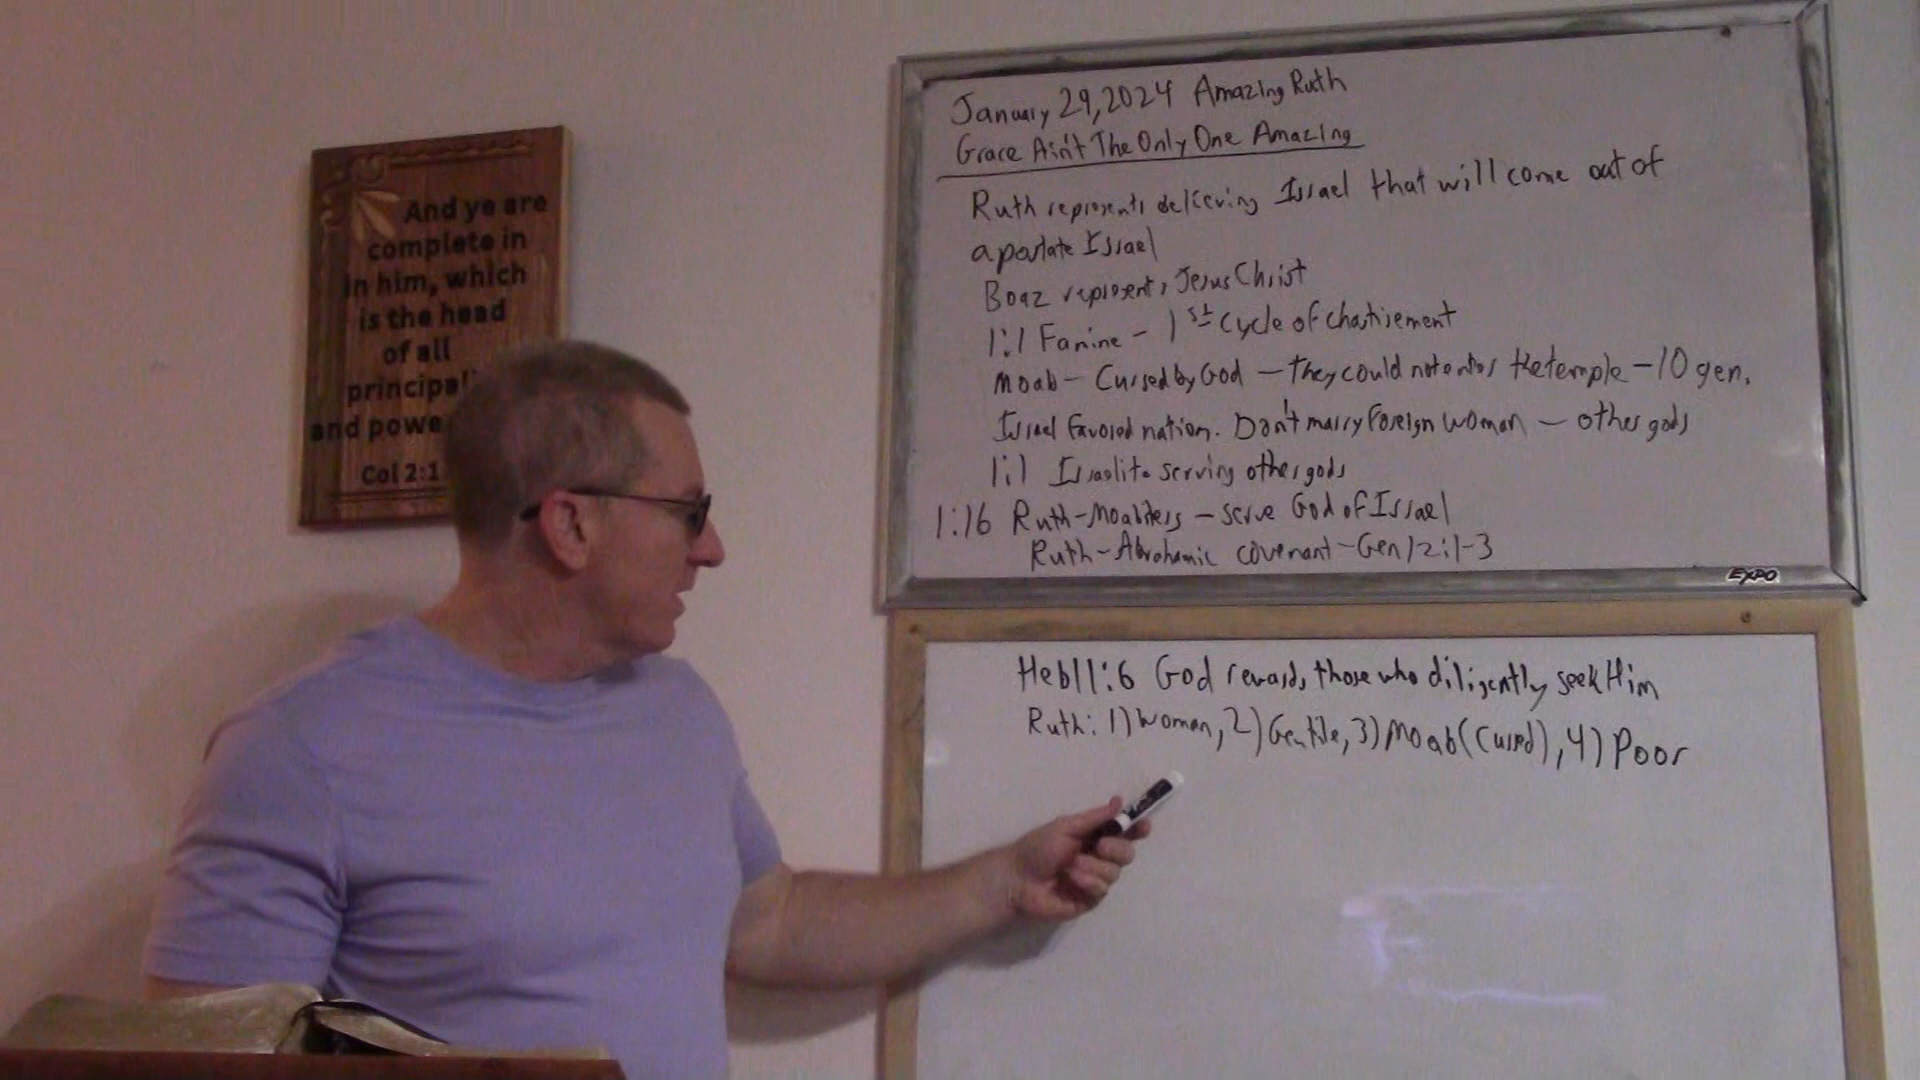 And ye are
complete in
in him, which
is the head
of all
principal
and powe
Col 2:1
January 29, 2024 Amazing Ruth
Grace Ain't The Only One Amazing
Ruth represents believing Israel that will come out of
apostate Israel
Boaz represents Jesus Christ
1:1 Famine - 1st cycle of chastisement
Moab - Cursed by God - they could not enter the temple - 10 gen.
Israel favored nation. Don't marry foreign woman - other gods
1:1 Israelite serving other gods
1:16 Ruth - Moabitess - serve God of Israel
Ruth - Abrahamic covenant - Gen 12:1-3
EXPO
Heb 11:6 God rewards those who diligently seek Him
Ruth: 1) Woman, 2) Gentile, 3) Moab (Cursed), 4) Poor